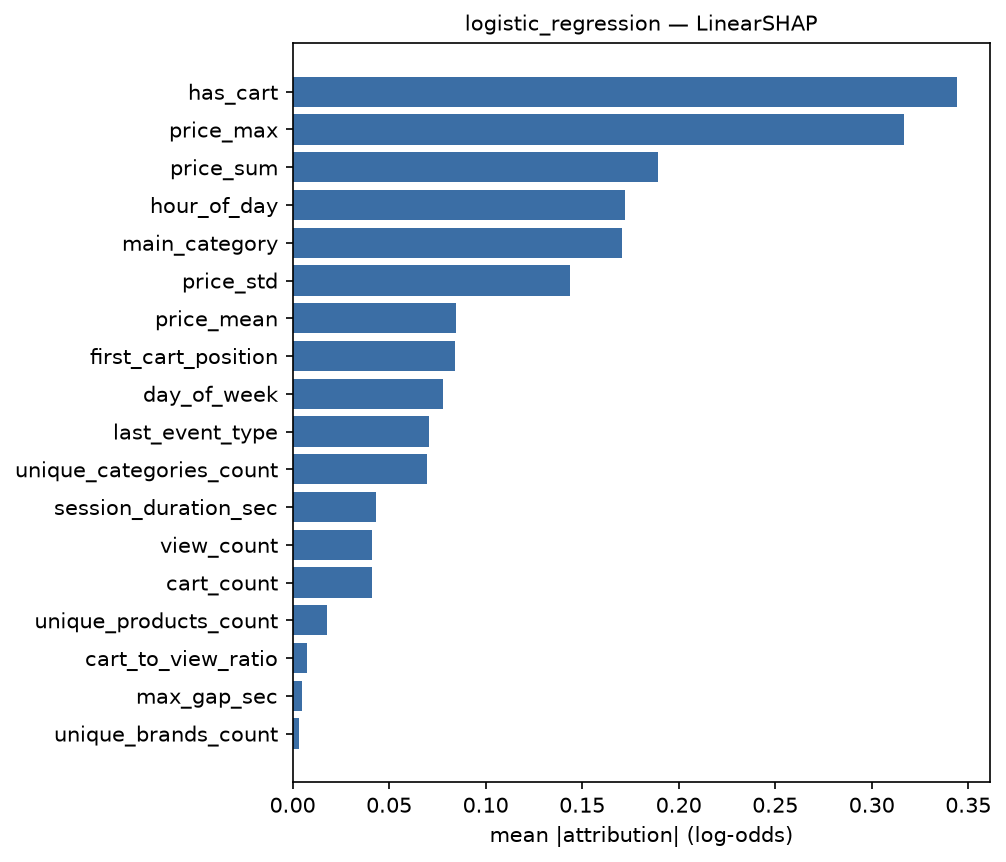 logistic_regression — LinearSHAP
has_cart
price_max
price_sum
hour_of_day
main_category
price_std
price_mean
first_cart_position
day_of_week
last_event_type
unique_categories_count
session_duration_sec
view_count
cart_count
unique_products_count
cart_to_view_ratio
max_gap_sec
unique_brands_count
0.00 0.05 0.10 0.15 0.20 0.25 0.30 0.35
mean |attribution| (log-odds)